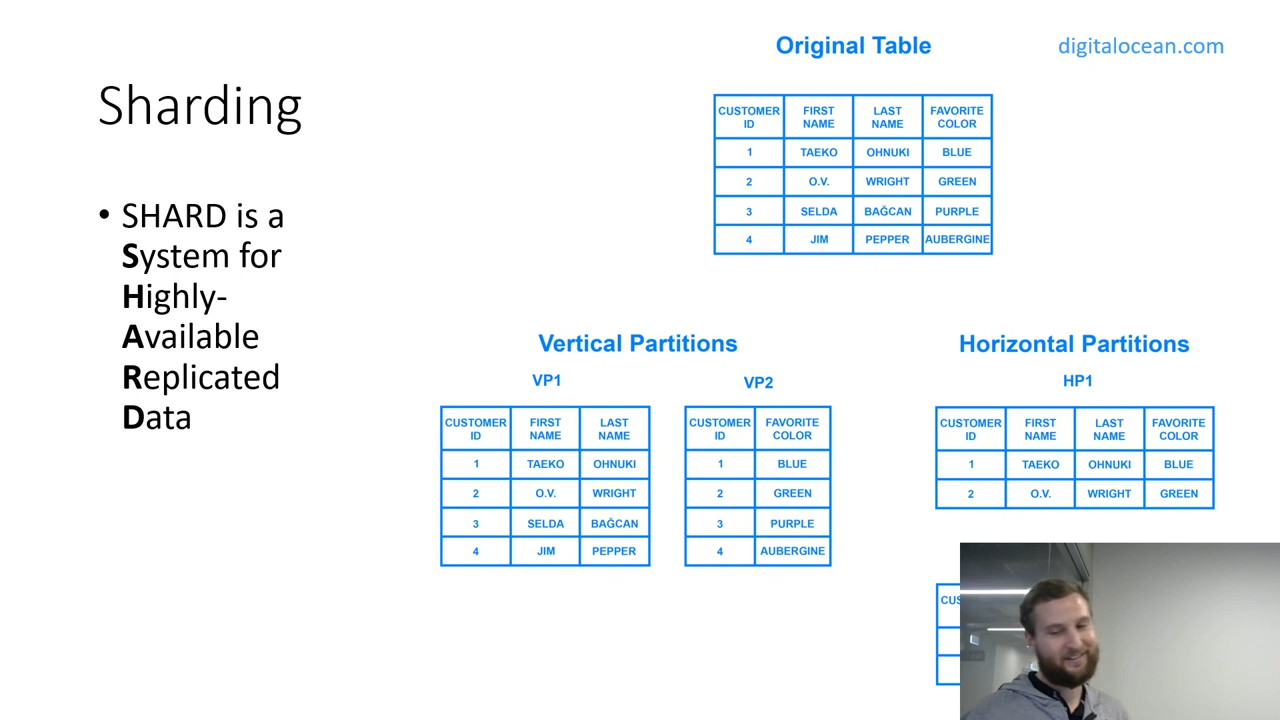 Sharding
• SHARD is a
System for
Highly-
Available
Replicated
Data
Original Table
digitalocean.com
CUSTOMER ID FIRST NAME LAST NAME FAVORITE COLOR
1 TAEKO OHNUKI BLUE
2 O.V. WRIGHT GREEN
3 SELDA BAĞCAN PURPLE
4 JIM PEPPER AUBERGINE
Vertical Partitions
VP1
CUSTOMER ID FIRST NAME LAST NAME
1 TAEKO OHNUKI
2 O.V. WRIGHT
3 SELDA BAĞCAN
4 JIM PEPPER
VP2
CUSTOMER ID FAVORITE COLOR
1 BLUE
2 GREEN
3 PURPLE
4 AUBERGINE
Horizontal Partitions
HP1
CUSTOMER ID FIRST NAME LAST NAME FAVORITE COLOR
1 TAEKO OHNUKI BLUE
2 O.V. WRIGHT GREEN
CUS